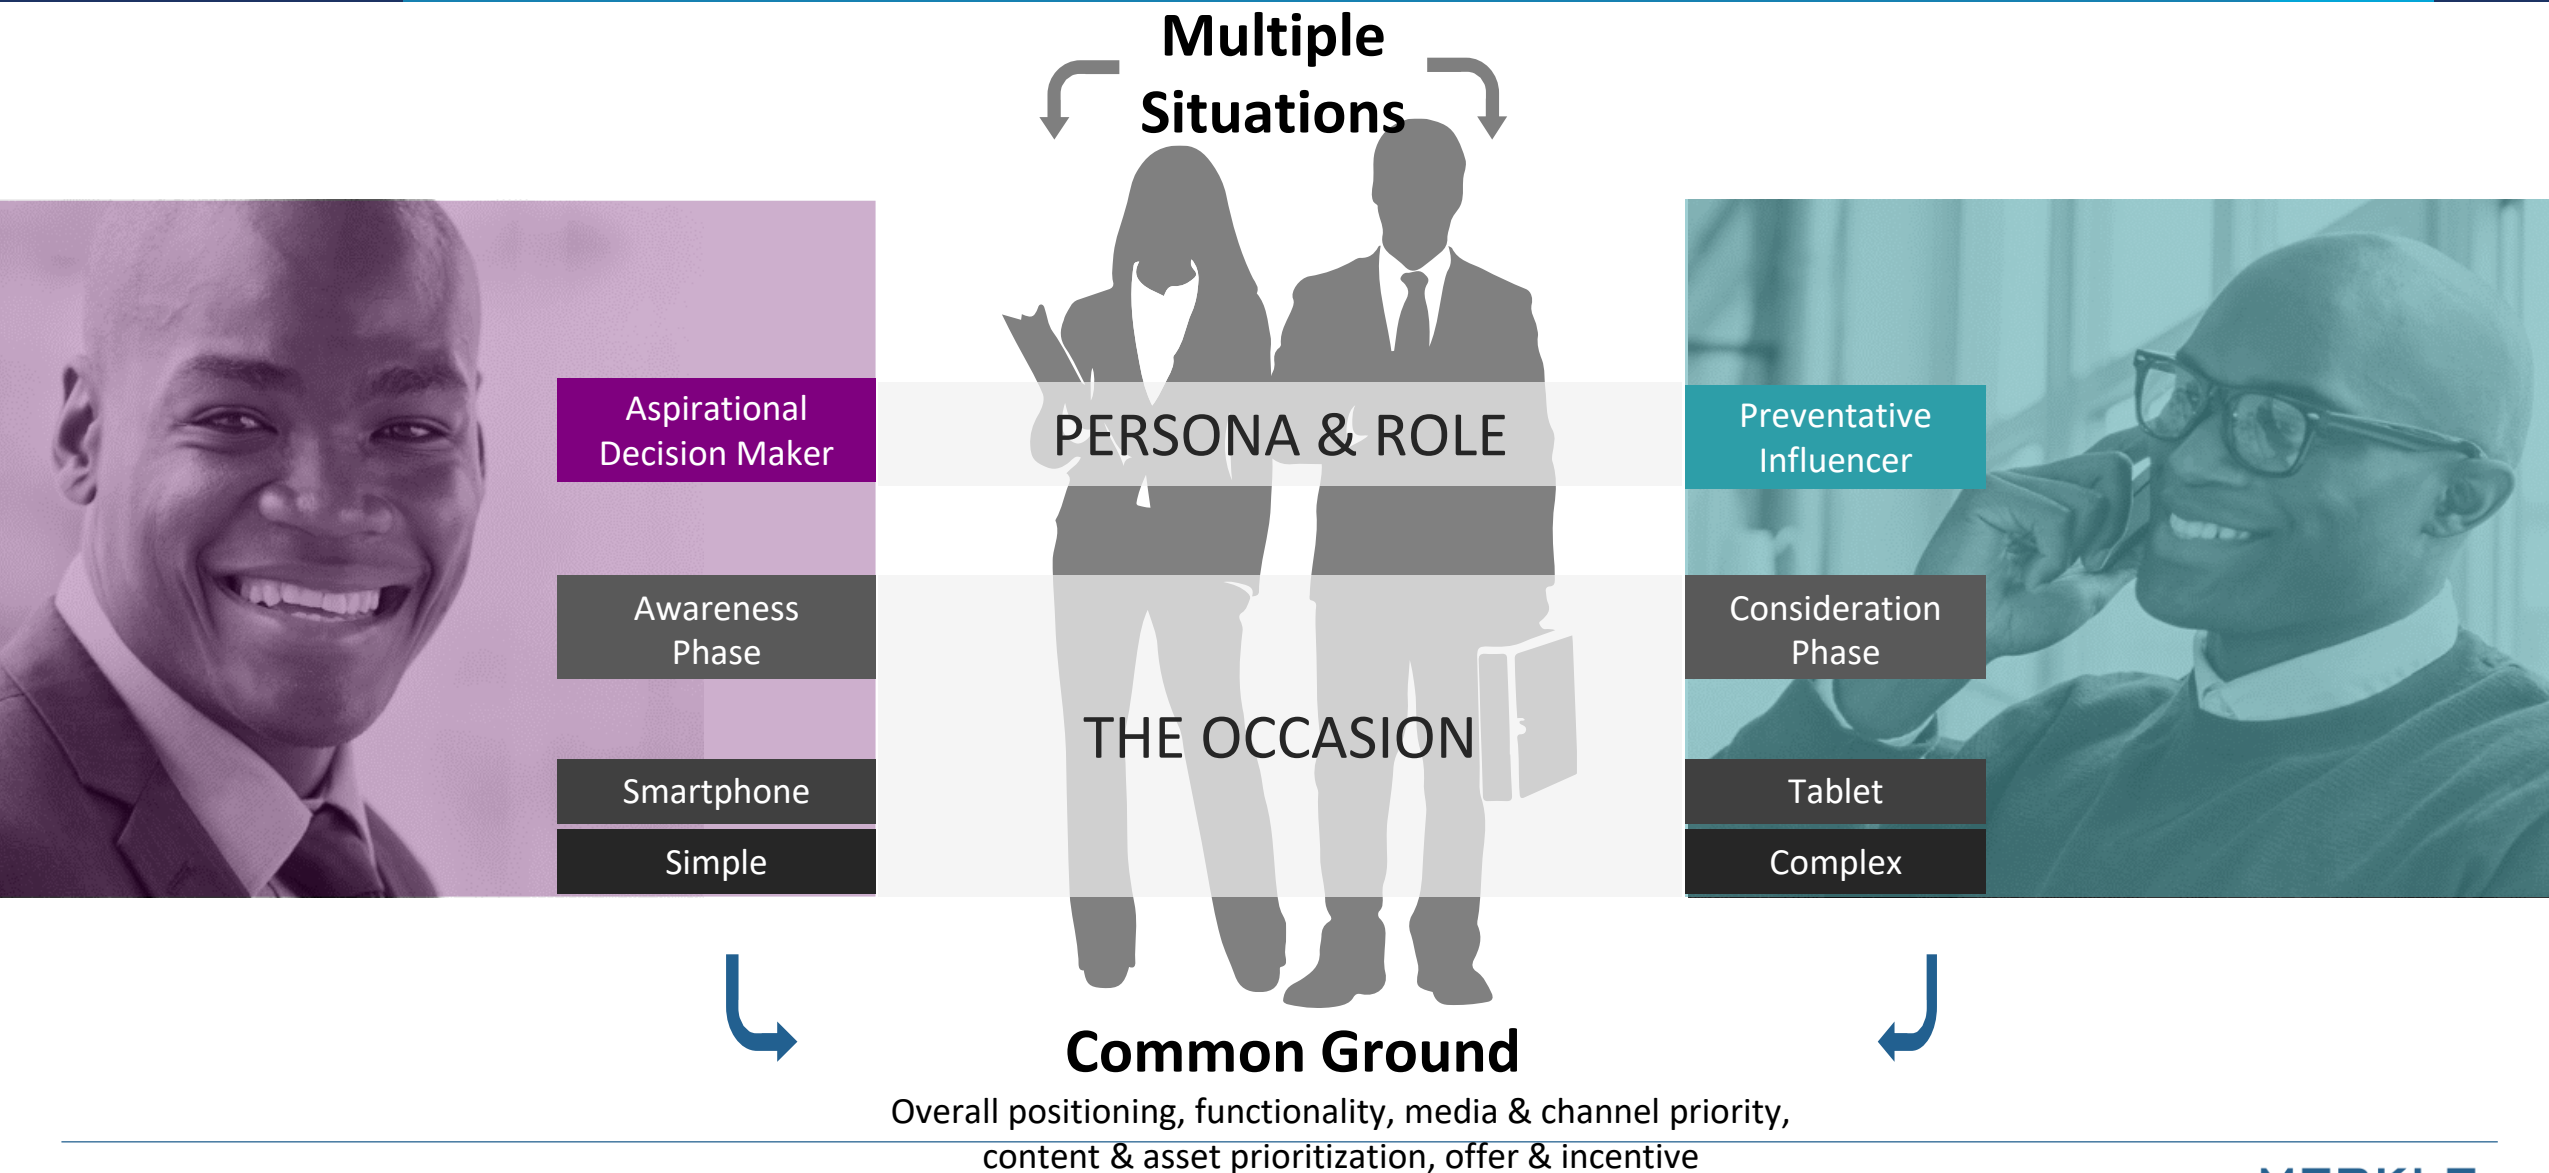 Multiple
Situations
Aspirational
Decision Maker
PERSONA & ROLE
Preventative
Influencer
Awareness
Phase
Consideration
Phase
THE OCCASION
Smartphone
Tablet
Simple
Complex
Common Ground
Overall positioning, functionality, media & channel priority,
content & asset prioritization, offer & incentive
MERKLE